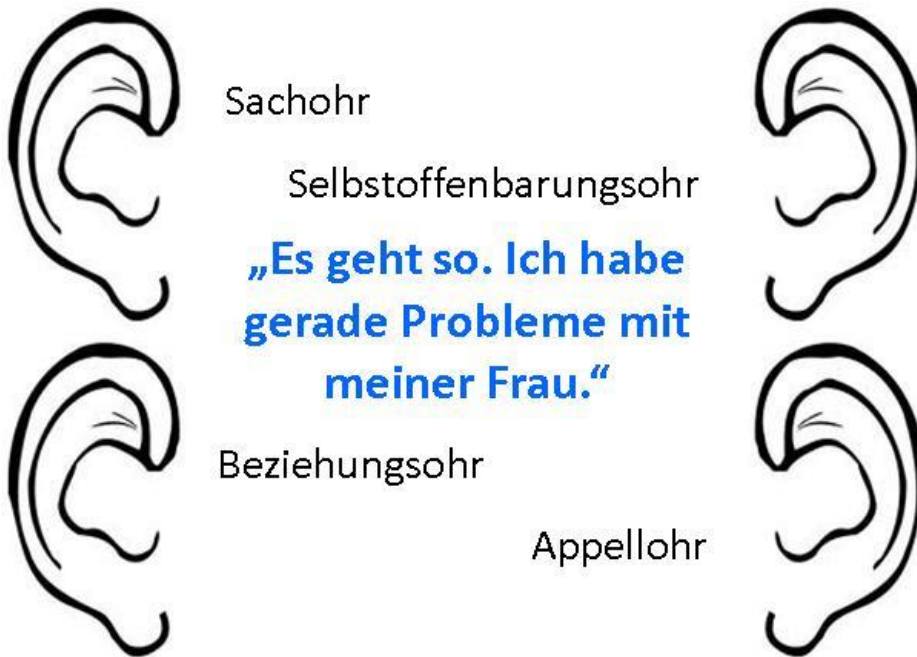 Sachohr
Selbstoffenbarungsohr
„Es geht so. Ich habe
gerade Probleme mit
meiner Frau.“
Beziehungsohr
Appellohr